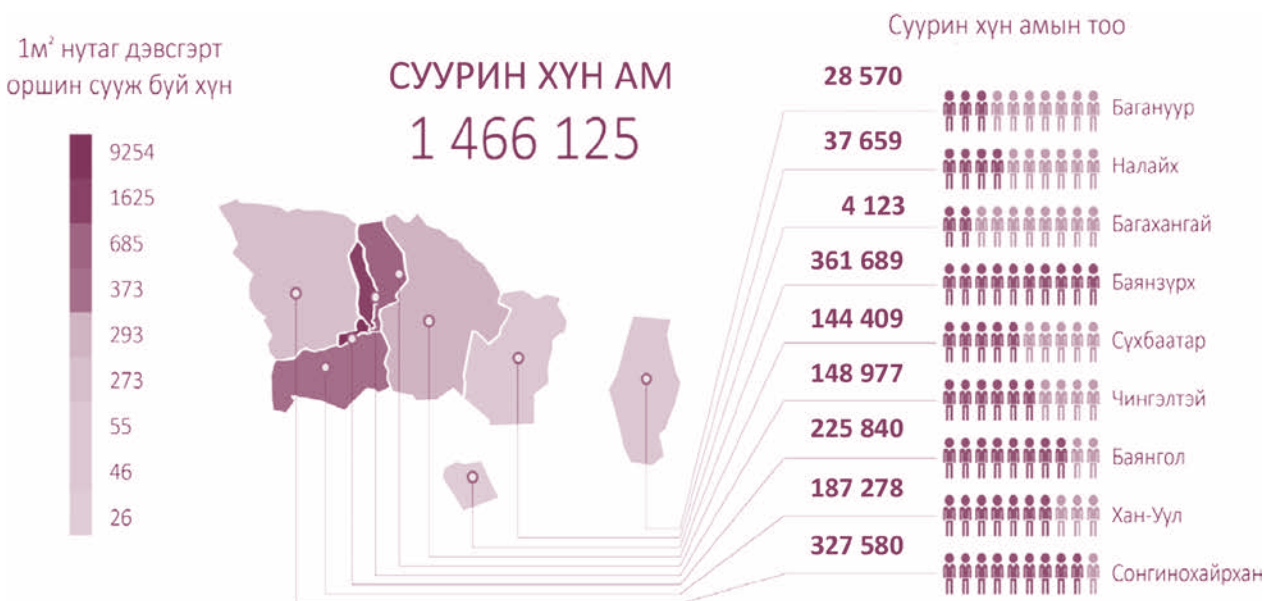 1м² нутаг дэвсгэрт
оршин сууж буй хүн
9254
1625
685
373
293
273
55
46
26
СУУРИН ХҮН АМ
1 466 125
Суурин хүн амын тоо
28 570 Багануур
37 659 Налайх
4 123 Багахангай
361 689 Баянзүрх
144 409 Сүхбаатар
148 977 Чингэлтэй
225 840 Баянгол
187 278 Хан-Уул
327 580 Сонгинохайрхан